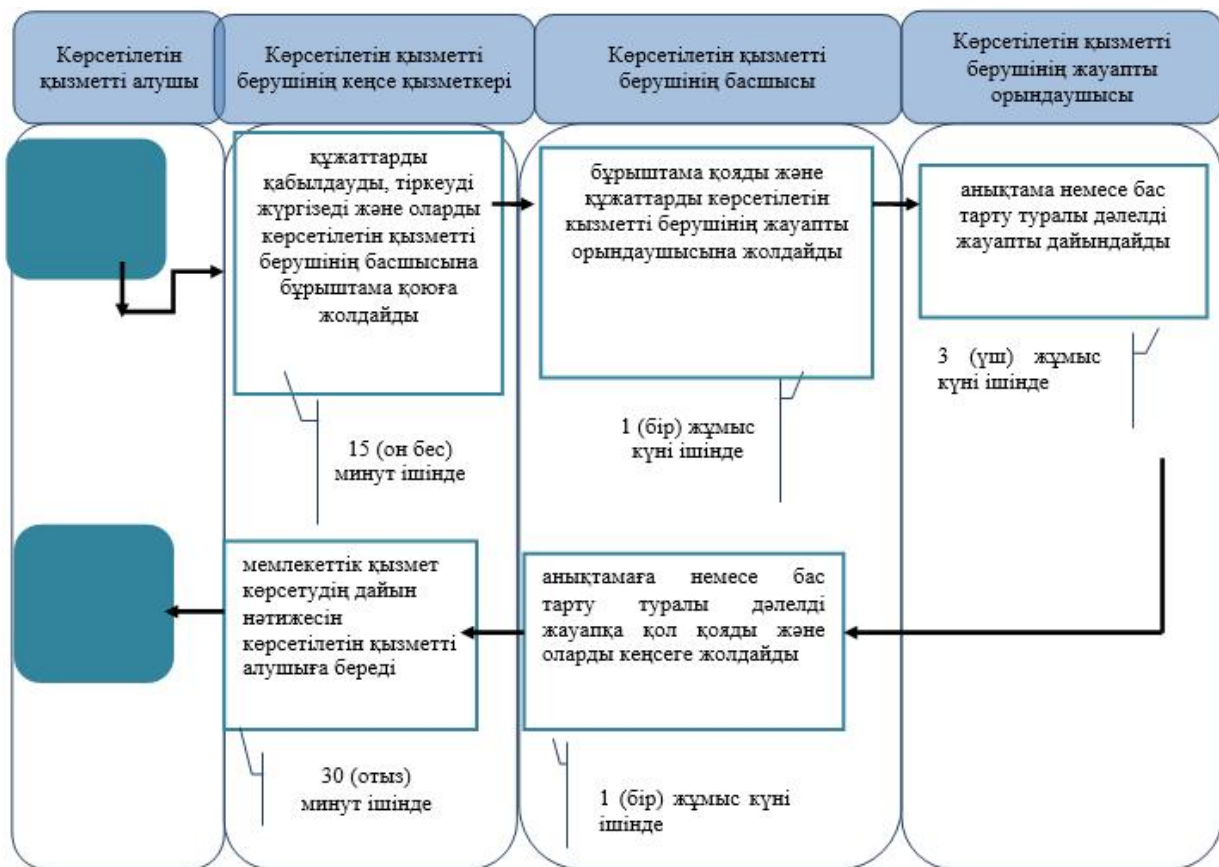 Көрсетілетін
қызметті алушы
Көрсетілетін қызметті
берушінің кеңсе қызметкері
Көрсетілетін қызметті
берушінің басшысы
Көрсетілетін қызметті
берушінің жауапты
орындаушысы
құжаттарды
қабылдауды, тіркеуді
жүргізеді және оларды
көрсетілетін қызметті
берушінің басшысына
бұрыштама қоюға
жолдайды
бұрыштама қояды және
құжаттарды көрсетілетін
кызметті берушінің жауапты
орындаушысына жолдайды
анықтама немесе бас
тарту туралы дәлелді
жауапты дайындайды
15 (он бес)
минут ішінде
1 (бір) жұмыс
күні ішінде
3 (үш) жұмыс
күні ішінде
мемлекеттік қызмет
көрсетудің дайын
нәтижесін
көрсетілетін қызметті
алушыға береді
анықтамаға немесе бас
тарту туралы дәлелді
жауапқа қол қояды және
оларды кеңсеге жолдайды
30 (отыз)
минут ішінде
1 (бір) жұмыс күні
ішінде